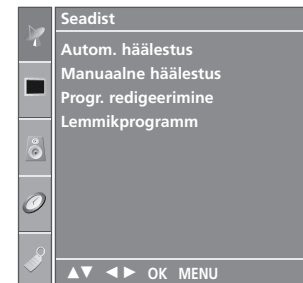 Seadist
Autom. häälestus
Manuaalne häälestus
Progr. redigeerimine
Lemmikprogramm
▲▼ ◄► OK MENU